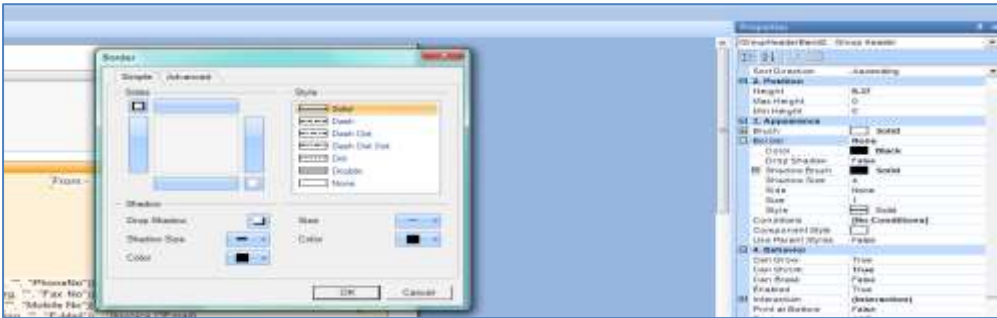 Properties
GroupHeaderBand2 Group Header
Border
Simple Advanced
Sides
Style
Solid
Dash
Dash Dot
Dash Dot Dot
Dot
Double
None
Shadow
Drop Shadow
Shadow Size
Color
Size
Color
OK Cancel
From -
"PhoneNo"
"Fax No"
"Mobile No"
Sort Direction Ascending
2. Position
Height
Max Height 0
Min Height 0
3. Appearance
Brush Solid
Border None
Color Black
Drop Shadow False
Shadow Brush Solid
Shadow Size 4
Side None
Size 1
Style Solid
Conditions (No Conditions)
Component Style
Use Parent Styles False
4. Behavior
Can Grow True
Can Shrink True
Can Break False
Enabled True
Interaction (Interaction)
Print at Bottom False